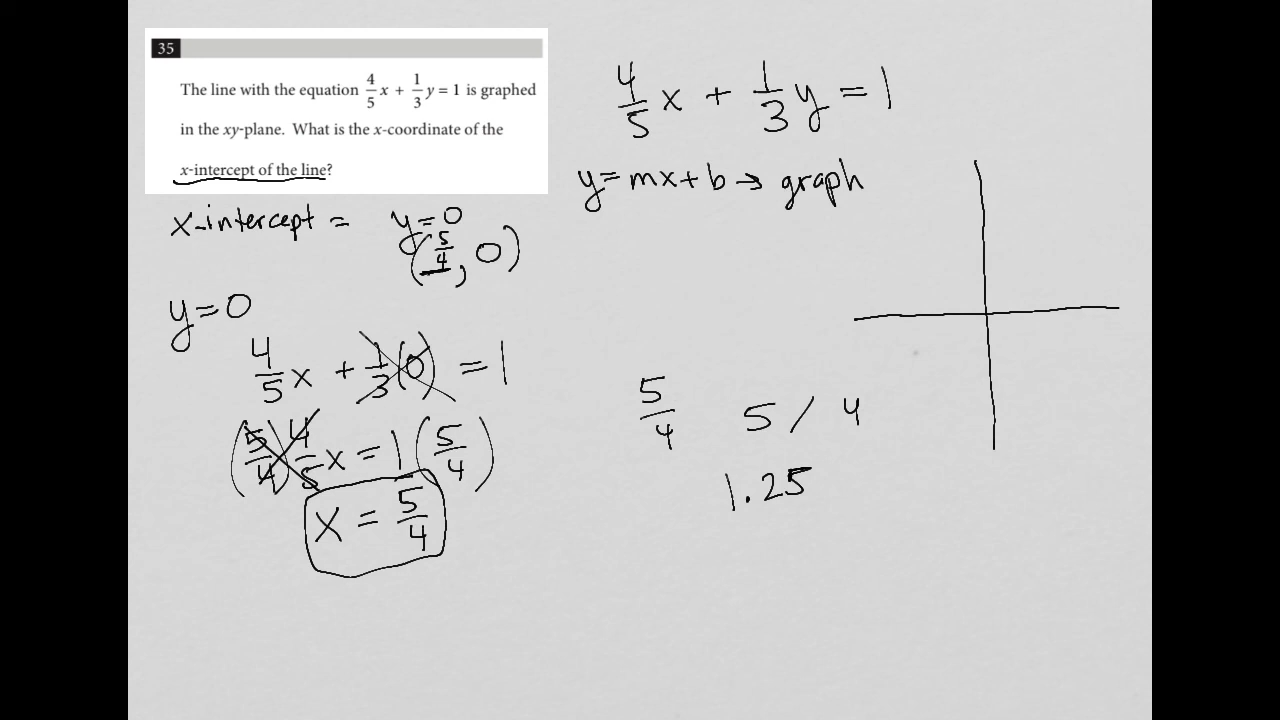 35
The line with the equation 4/5 x + 1/3 y = 1 is graphed
in the xy-plane. What is the x-coordinate of the
x-intercept of the line?
x-intercept = y=0
(5/4, 0)
y=0
4/5 x + 1/3 (0) = 1
(5/4) 4/5 x = 1 (5/4)
x = 5/4
4/5 x + 1/3 y = 1
y=mx+b → graph
5/4 5 / 4
1.25